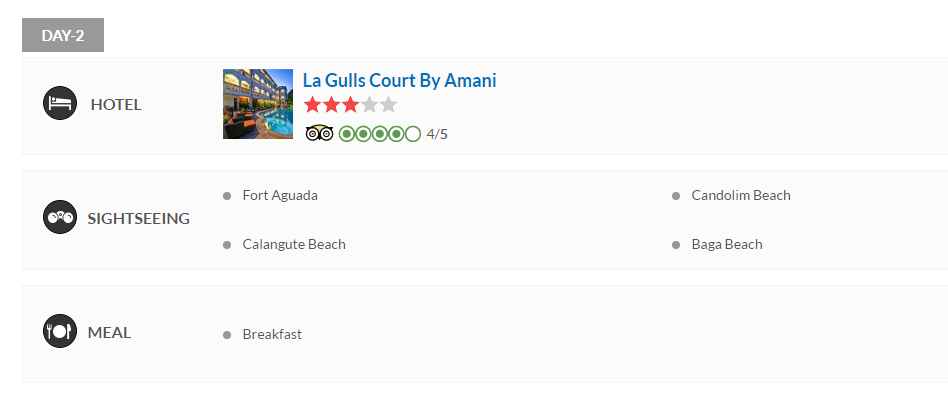 DAY-2
HOTEL
La Gulls Court By Amani
4/5
SIGHTSEEING
Fort Aguada
Candolim Beach
Calangute Beach
Baga Beach
MEAL
Breakfast